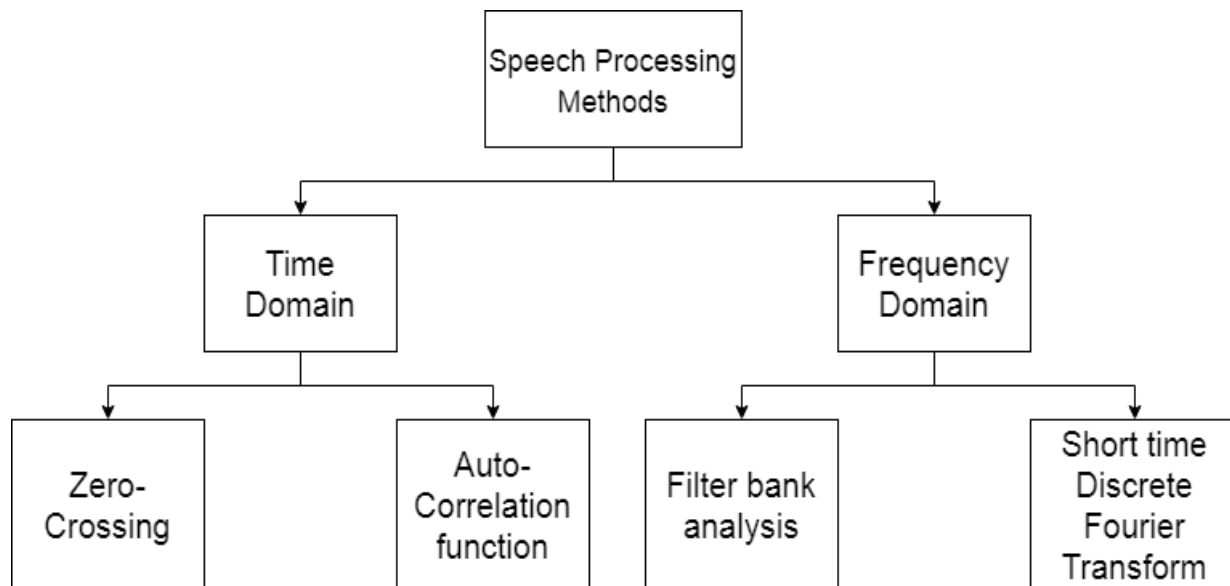 Speech Processing
Methods
Time
Domain
Frequency
Domain
Zero-
Crossing
Auto-
Correlation
function
Filter bank
analysis
Short time
Discrete
Fourier
Transform